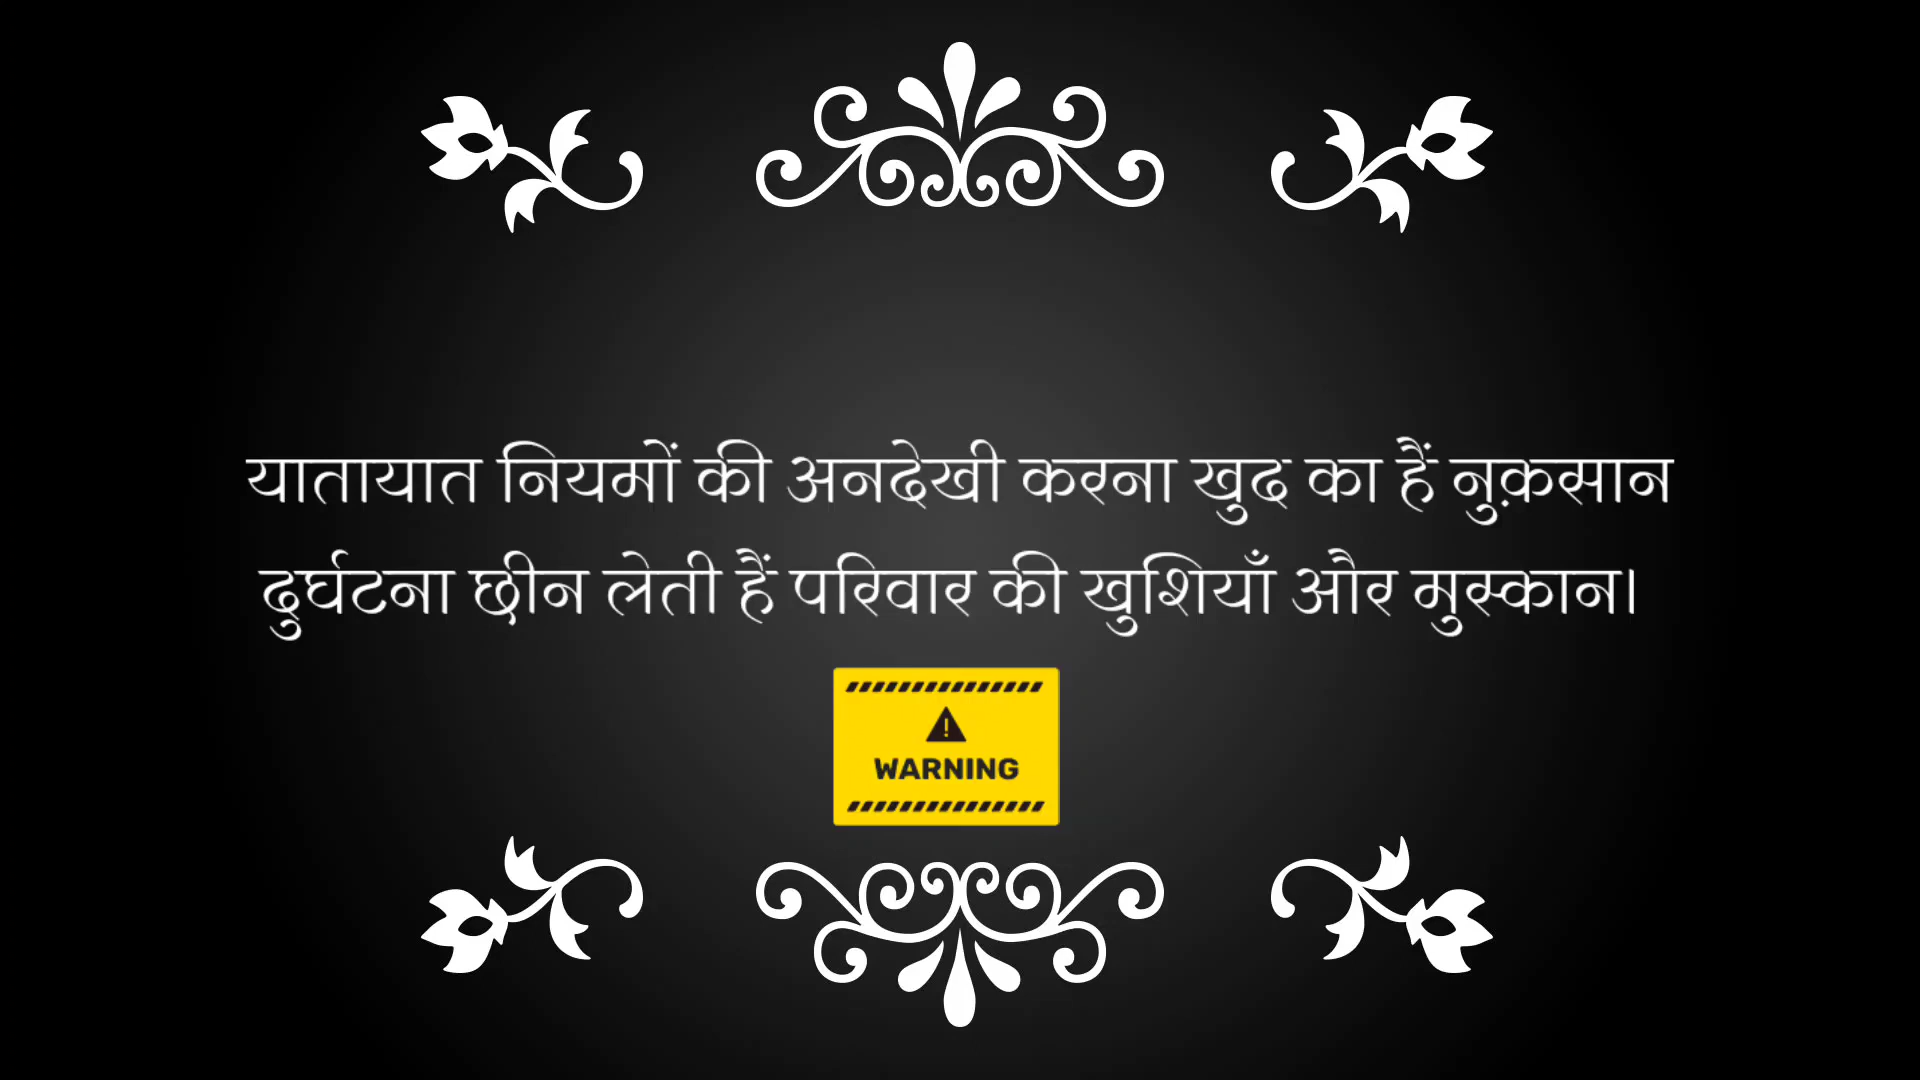 यातायात नियमों की अनदेखी करना खुद का हैं नुक़सान
दुर्घटना छीन लेती हैं परिवार की खुशियाँ और मुस्कान।
WARNING